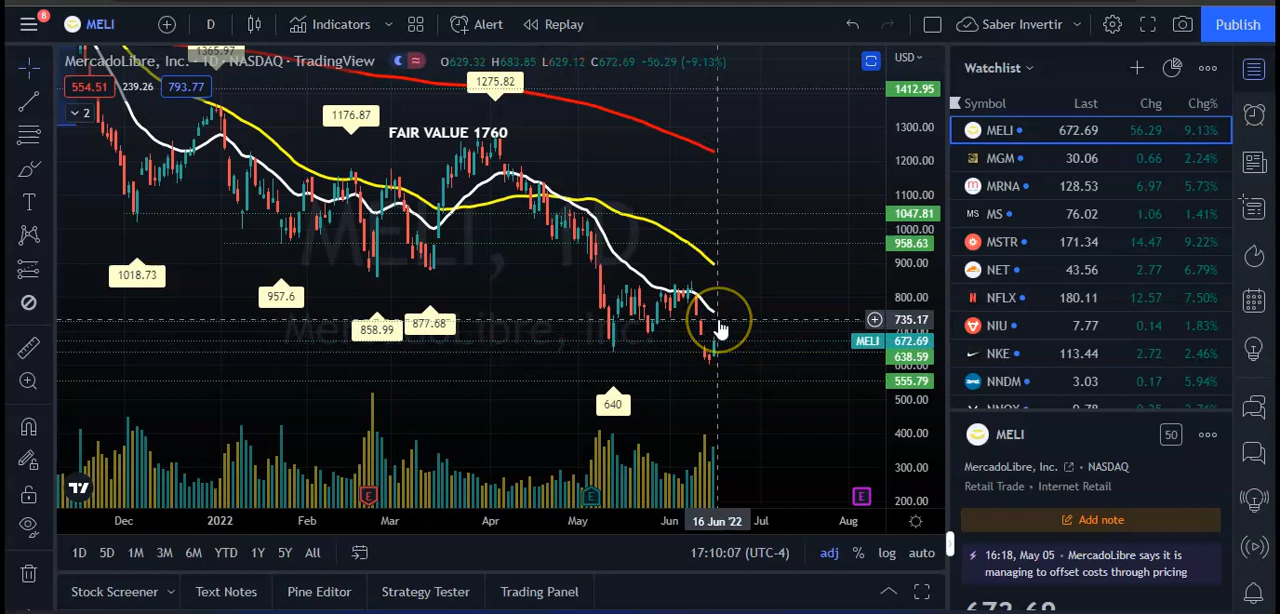 8 MELI D Indicators Alert Replay Saber Invertir Publish
MercadoLibre, Inc. · 1D · NASDAQ · TradingView O629.32 H683.85 L629.12 C672.69 -56.29 (-9.13%) USD
554.51 239.26 793.77
2
1365.97
1275.82
1176.87
FAIR VALUE 1760
1018.73
957.6
858.99
877.68
640
MELI, 1D
MercadoLibre, Inc.
1412.95
1300.00
1200.00
1100.00
1047.81
1000.00
958.63
900.00
800.00
735.17
MELI 672.69
638.59
555.79
500.00
400.00
300.00
200.00
E E E
Dec 2022 Feb Mar Apr May Jun 16 Jun '22 Jul Aug
1D 5D 1M 3M 6M YTD 1Y 5Y All 17:10:07 (UTC-4) adj % log auto
Stock Screener Text Notes Pine Editor Strategy Tester Trading Panel
Watchlist
Symbol Last Chg Chg%
MELI 672.69 56.29 9.13%
MGM 30.06 0.66 2.24%
MRNA 128.53 6.97 5.73%
MS MS 76.02 1.06 1.41%
MSTR 171.34 14.47 9.22%
NET 43.56 2.77 6.79%
N NFLX 180.11 12.57 7.50%
NIU 7.77 0.14 1.83%
NKE 113.44 2.72 2.46%
NNDM 3.03 0.17 5.94%
MELI 50
MercadoLibre, Inc. · NASDAQ
Retail Trade · Internet Retail
Add note
16:18, May 05 · MercadoLibre says it is
managing to offset costs through pricing
672.69